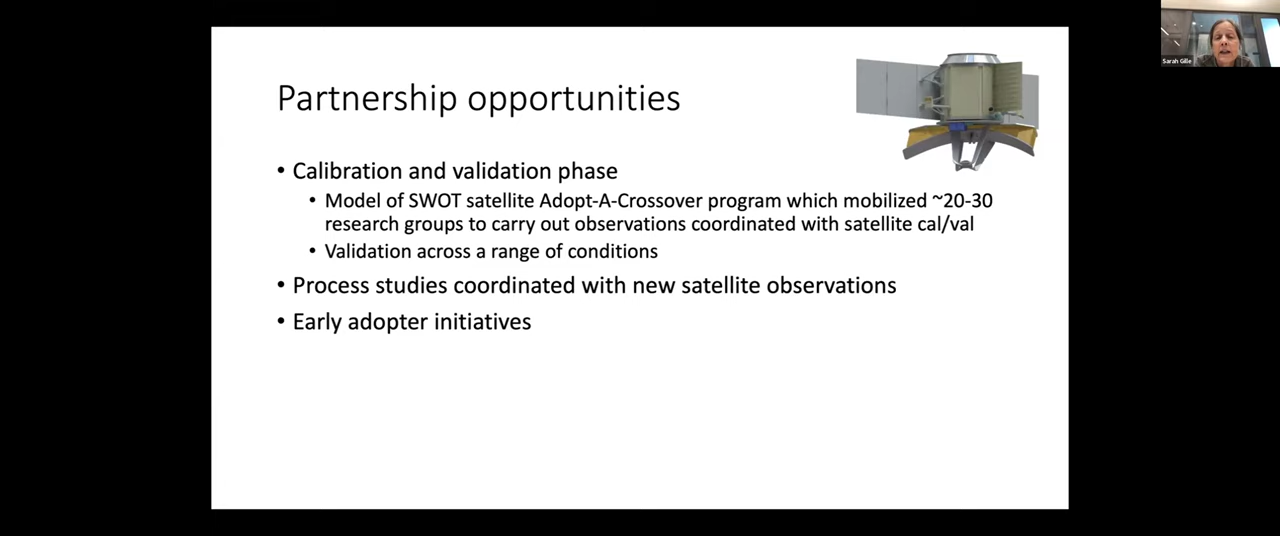 Sarah Gille
Partnership opportunities
• Calibration and validation phase
• Model of SWOT satellite Adopt-A-Crossover program which mobilized ~20-30
research groups to carry out observations coordinated with satellite cal/val
• Validation across a range of conditions
• Process studies coordinated with new satellite observations
• Early adopter initiatives